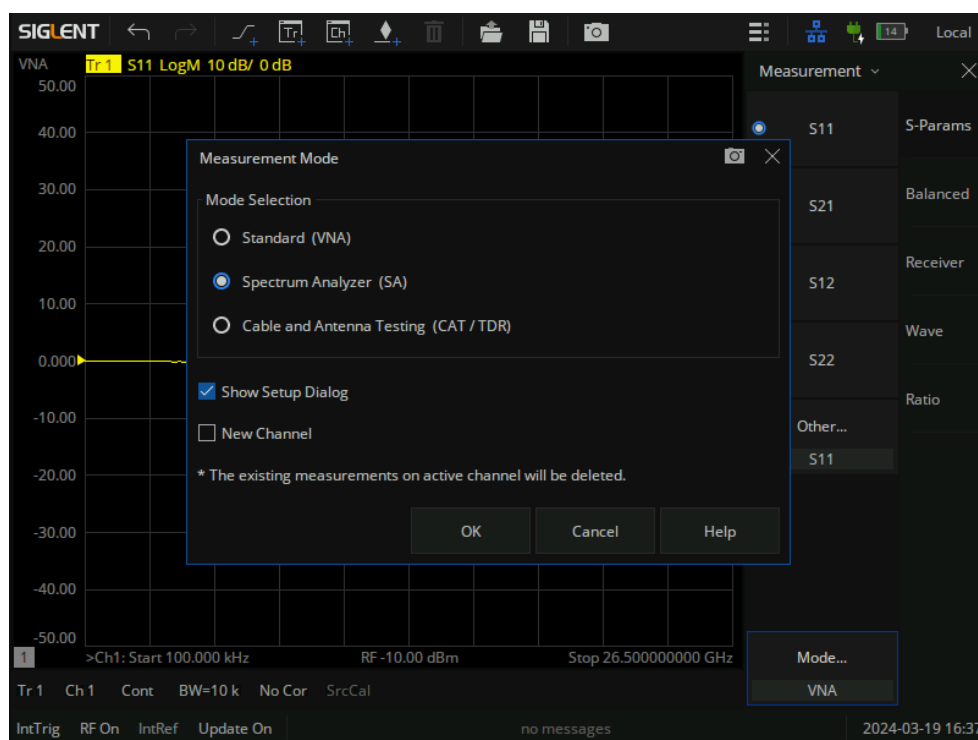 SIGLENT Tr Ch 14 Local
VNA Tr 1 S11 LogM 10 dB/ 0 dB
Measurement
50.00
40.00
30.00
20.00
10.00
0.000
-10.00
-20.00
-30.00
-40.00
-50.00
Measurement Mode
Mode Selection
Standard (VNA)
Spectrum Analyzer (SA)
Cable and Antenna Testing (CAT / TDR)
Show Setup Dialog
New Channel
* The existing measurements on active channel will be deleted.
OK Cancel Help
S11
S21
S12
S22
Other...
S11
Mode...
VNA
S-Params
Balanced
Receiver
Wave
Ratio
1 >Ch1: Start 100.000 kHz RF -10.00 dBm Stop 26.500000000 GHz
Tr 1 Ch 1 Cont BW=10 k No Cor SrcCal
IntTrig RF On IntRef Update On no messages 2024-03-19 16:37